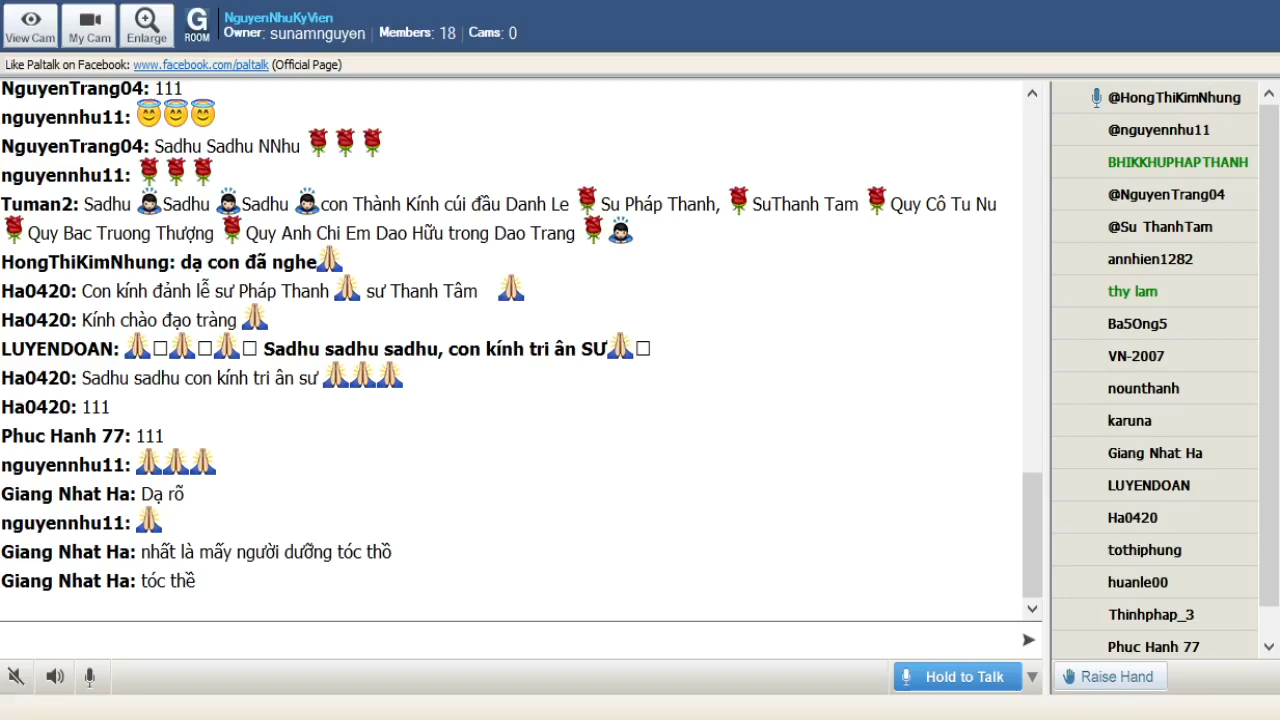 View Cam
My Cam
Enlarge
G
ROOM
NguyenNhuKyVien
Owner: sunamnguyen | Members: 18 | Cams: 0
Like Paltalk on Facebook: www.facebook.com/paltalk (Official Page)
NguyenTrang04: 111
nguyennhu11:
NguyenTrang04: Sadhu Sadhu NNhu
nguyennhu11:
Tuman2: Sadhu Sadhu Sadhu con Thành Kính cúi đầu Danh Le Su Pháp Thanh, SuThanh Tam Quy Cô Tu Nu
Quy Bac Truong Thượng Quy Anh Chi Em Dao Hữu trong Dao Trang
HongThiKimNhung: dạ con đã nghe
Ha0420: Con kính đảnh lễ sư Pháp Thanh sư Thanh Tâm
Ha0420: Kính chào đạo tràng
LUYENDOAN: Sadhu sadhu sadhu, con kính tri ân SƯ
Ha0420: Sadhu sadhu con kính tri ân sư
Ha0420: 111
Phuc Hanh 77: 111
nguyennhu11:
Giang Nhat Ha: Dạ rõ
nguyennhu11:
Giang Nhat Ha: nhất là mấy người dưỡng tóc thồ
Giang Nhat Ha: tóc thề
Hold to Talk
@HongThiKimNhung
@nguyennhu11
BHIKKHUPHAPTHANH
@NguyenTrang04
@Su ThanhTam
annhien1282
thy lam
Ba5Ong5
VN-2007
nounthanh
karuna
Giang Nhat Ha
LUYENDOAN
Ha0420
tothiphung
huanle00
Thinhphap_3
Phuc Hanh 77
Raise Hand